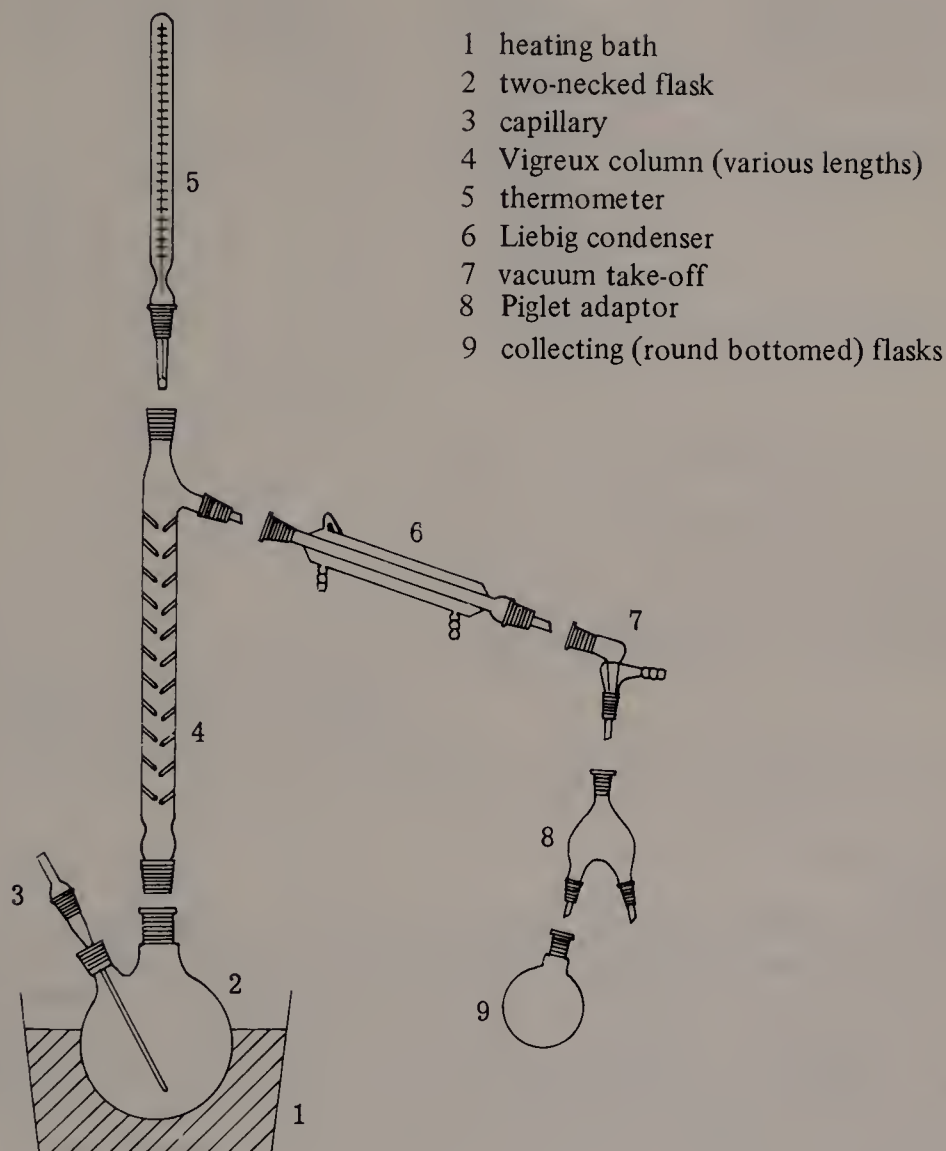 1 heating bath
2 two-necked flask
3 capillary
4 Vigreux column (various lengths)
5 thermometer
6 Liebig condenser
7 vacuum take-off
8 Piglet adaptor
9 collecting (round bottomed) flasks
5
6
7
4
8
3
2
9
1